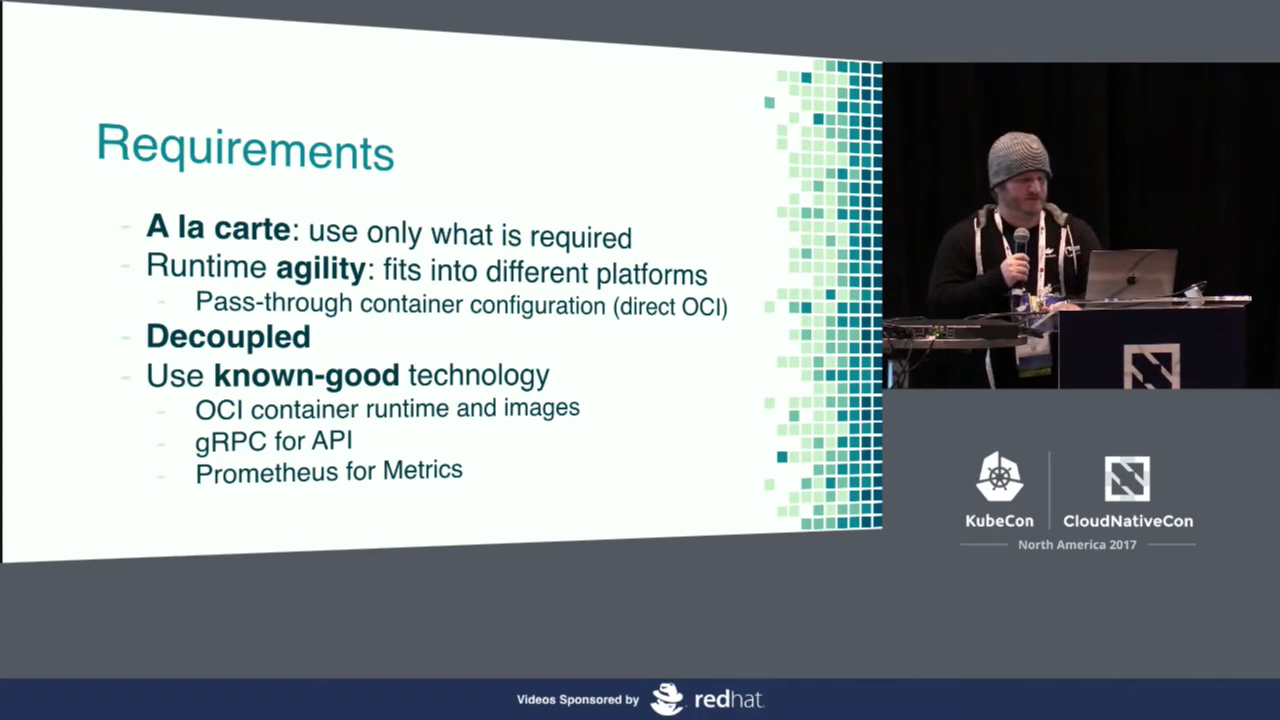 Requirements
- A la carte: use only what is required
- Runtime agility: fits into different platforms
- Pass-through container configuration (direct OCI)
- Decoupled
- Use known-good technology
- OCI container runtime and images
- gRPC for API
- Prometheus for Metrics
KubeCon
CloudNativeCon
North America 2017
Videos Sponsored by redhat